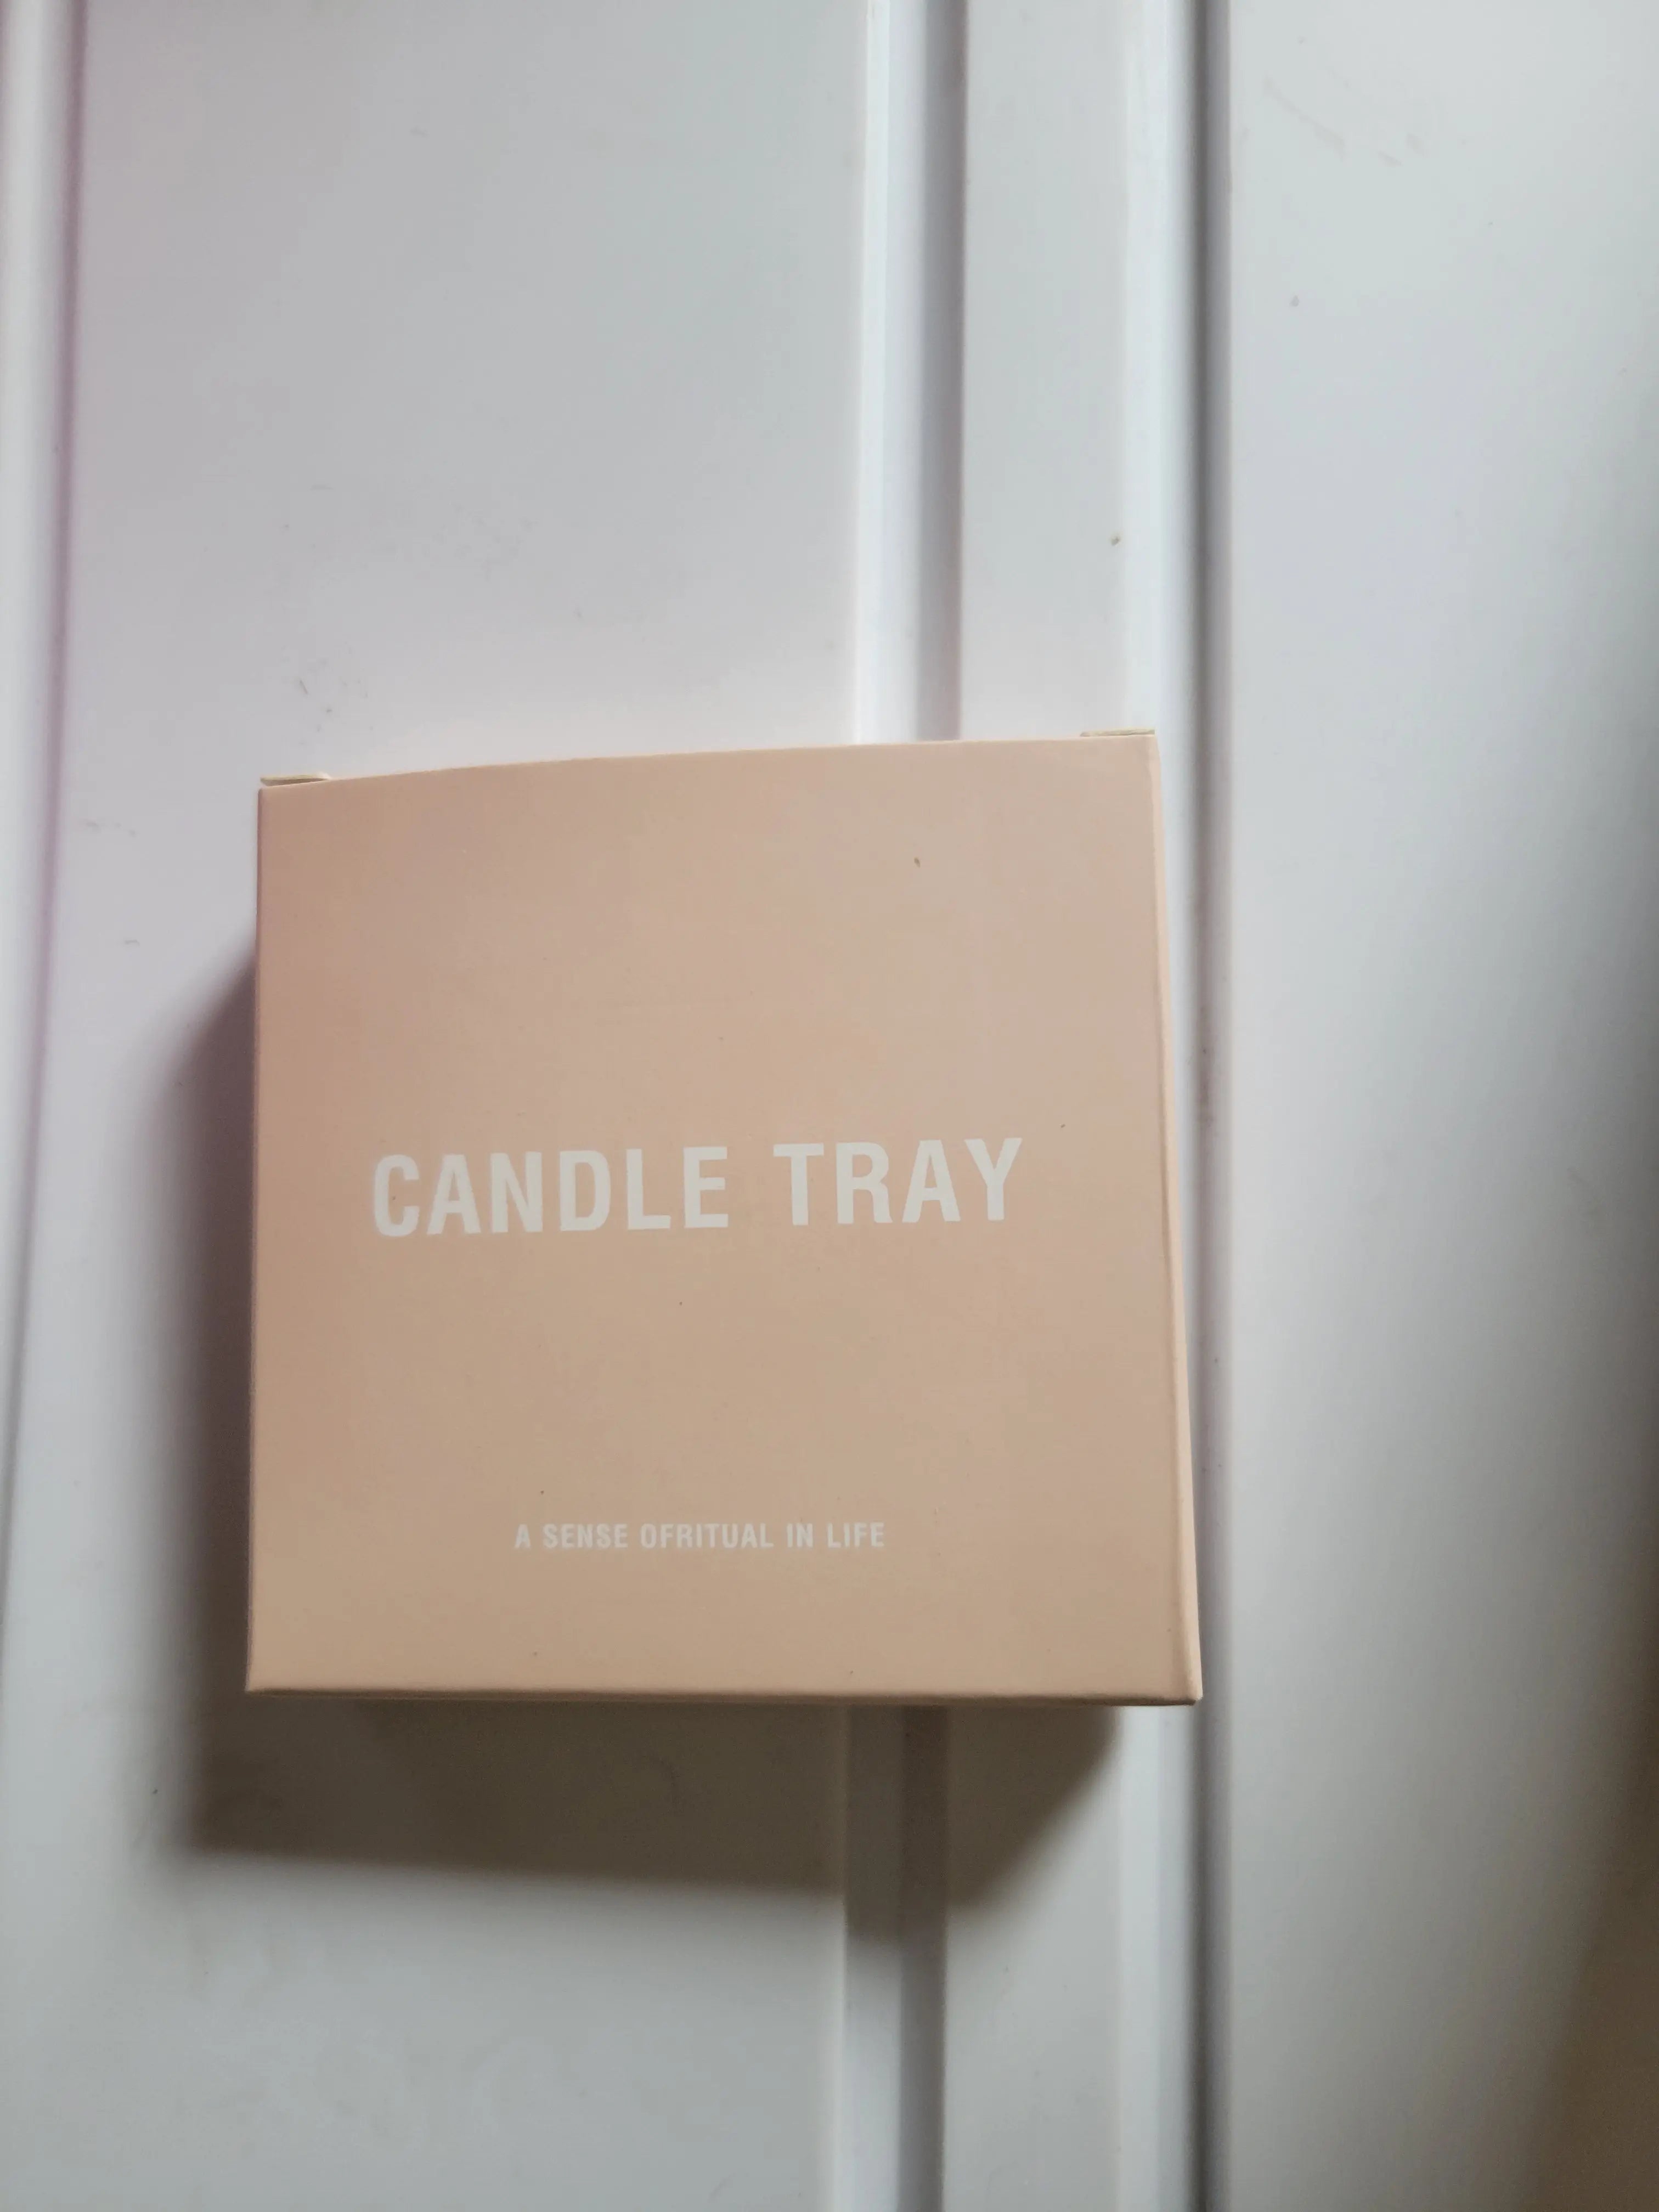 CANDLE TRAY
A SENSE OFRITUAL IN LIFE